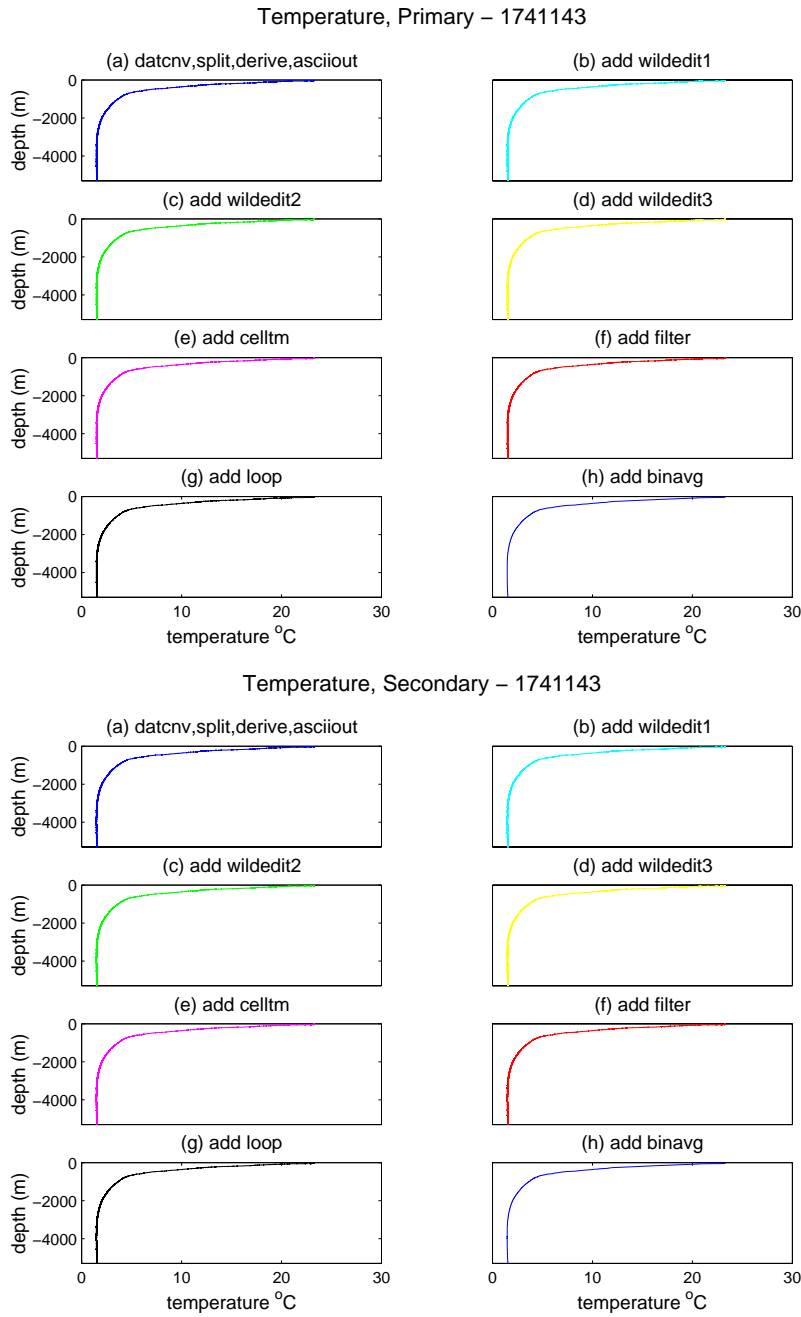 Temperature, Primary − 1741143
(a) datcnv,split,derive,asciiout
(b) add wildedit1
0
−2000
−4000
depth (m)
(c) add wildedit2
(d) add wildedit3
0
−2000
−4000
depth (m)
(e) add celltm
(f) add filter
0
−2000
−4000
depth (m)
(g) add loop
(h) add binavg
0
−2000
−4000
depth (m)
0 10 20 30
0 10 20 30
temperature °C
temperature °C
Temperature, Secondary − 1741143
(a) datcnv,split,derive,asciiout
(b) add wildedit1
0
−2000
−4000
depth (m)
(c) add wildedit2
(d) add wildedit3
0
−2000
−4000
depth (m)
(e) add celltm
(f) add filter
0
−2000
−4000
depth (m)
(g) add loop
(h) add binavg
0
−2000
−4000
depth (m)
0 10 20 30
0 10 20 30
temperature °C
temperature °C